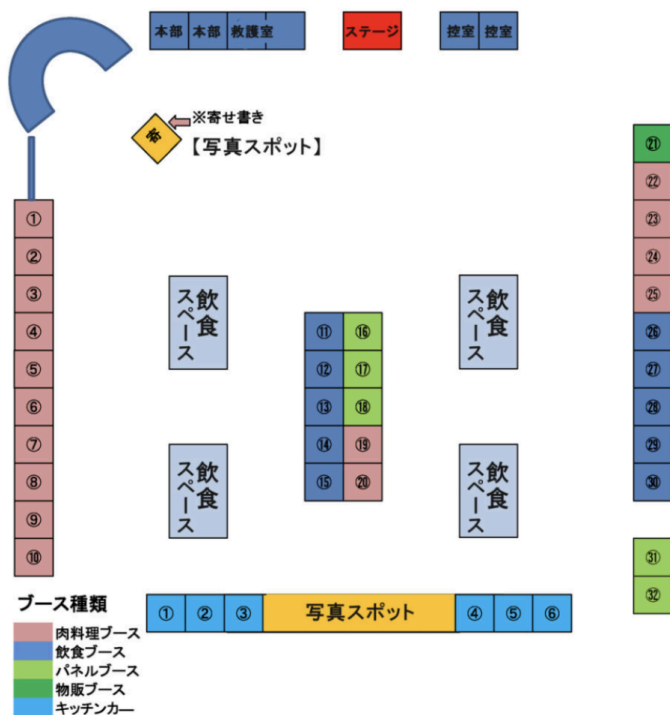 本部 本部 救護室 ステージ 控室 控室
※寄せ書き
寄
【写真スポット】
㉑
㉒
㉓
㉔
㉕
㉖
㉗
㉘
㉙
㉚
㉛
㉜
①
②
③
④
⑤
⑥
⑦
⑧
⑨
⑩
飲食
スペース
飲食
スペース
⑪ ⑯
⑫ ⑰
⑬ ⑱
⑭ ⑲
⑮ ⑳
飲食
スペース
飲食
スペース
① ② ③ 写真スポット ④ ⑤ ⑥
ブース種類
肉料理ブース
飲食ブース
パネルブース
物販ブース
キッチンカー